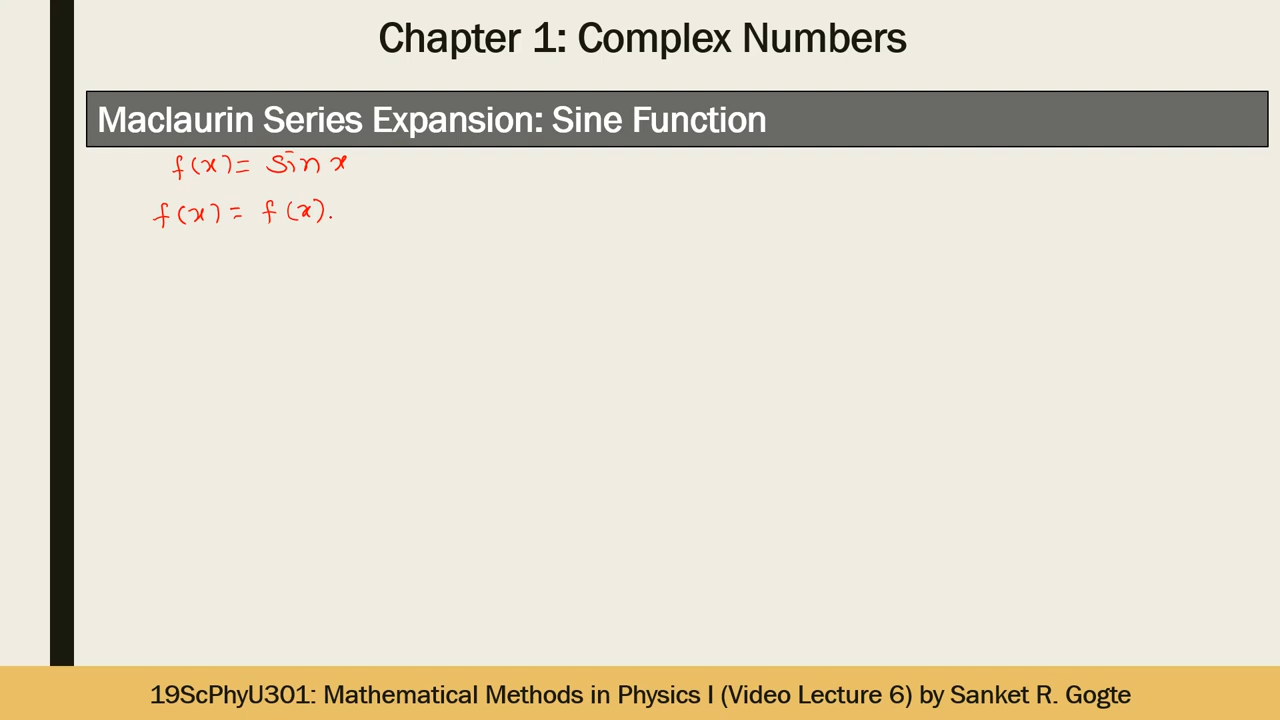 Chapter 1: Complex Numbers
Maclaurin Series Expansion: Sine Function
f(x) = sin x
f(x) = f(x).
19ScPhyU301: Mathematical Methods in Physics I (Video Lecture 6) by Sanket R. Gogte